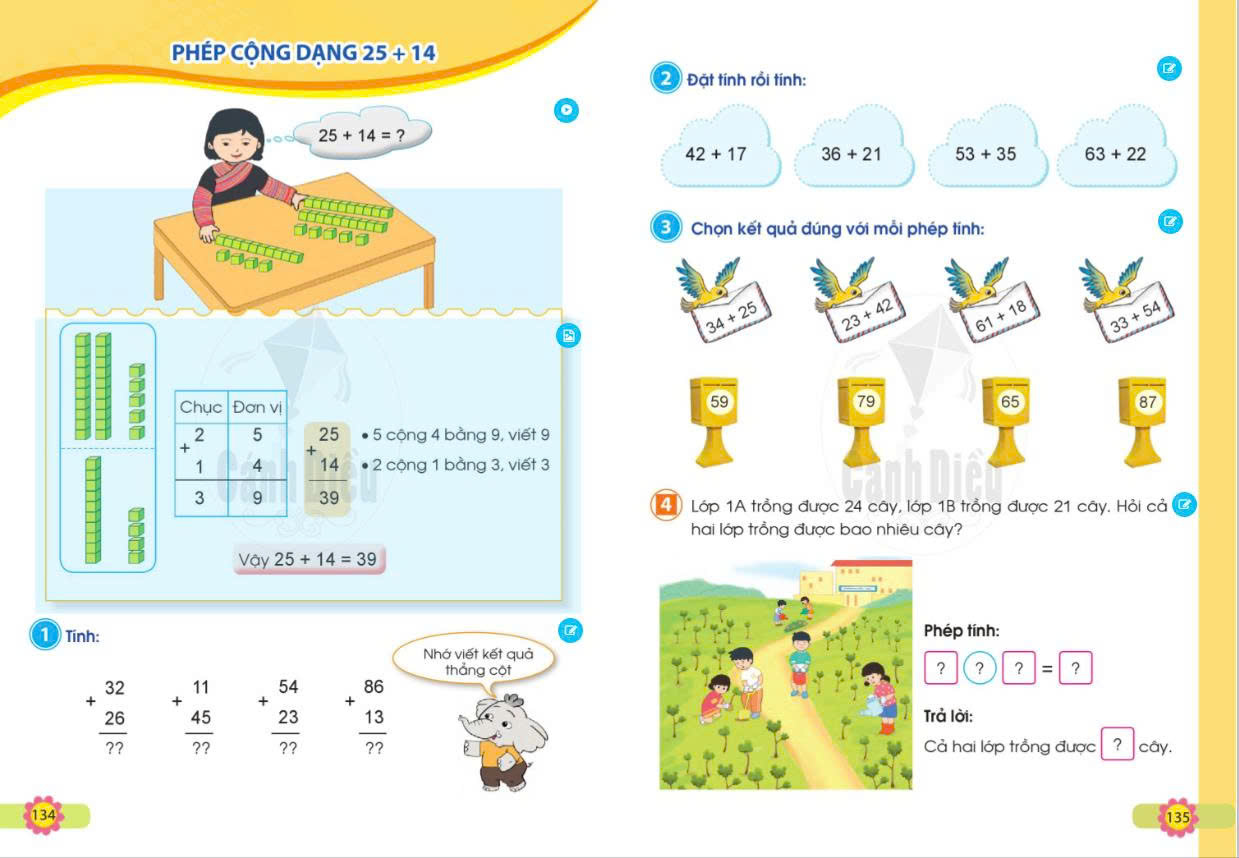 PHÉP CỘNG DẠNG 25 + 14
25 + 14 = ?
Chục Đơn vị
+
2 5
1 4
3 9
25
+
14
39
• 5 cộng 4 bằng 9, viết 9
• 2 cộng 1 bằng 3, viết 3
Cánh Diều
Vậy 25 + 14 = 39
1 Tính:
Nhớ viết kết quả
thẳng cột
32 11 54 86
+ + + +
26 45 23 13
?? ?? ?? ??
134
2 Đặt tính rồi tính:
42 + 17 36 + 21 53 + 35 63 + 22
3 Chọn kết quả đúng với mỗi phép tính:
34 + 25 23 + 42 61 + 18 33 + 54
59 79 65 87
Cánh Diều
4 Lớp 1A trồng được 24 cây, lớp 1B trồng được 21 cây. Hỏi cả
hai lớp trồng được bao nhiêu cây?
Phép tính:
? ? ? = ?
Trả lời:
Cả hai lớp trồng được ? cây.
135